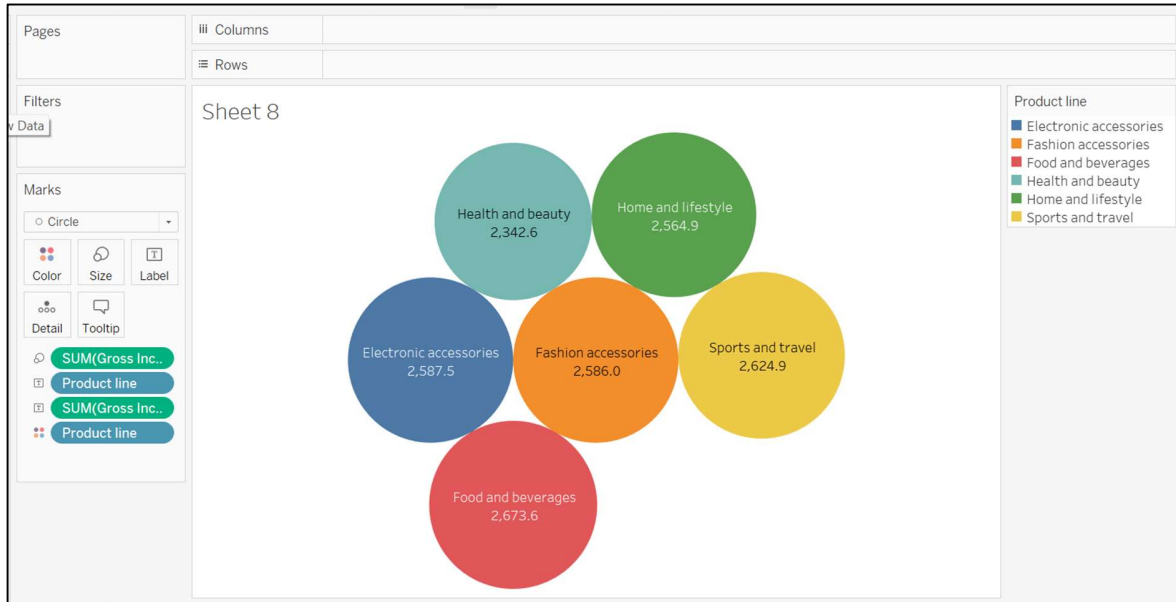 Pages
Columns
Rows
Filters
w Data
Marks
Circle
Color
Size
Label
Detail
Tooltip
SUM(Gross Inc..
Product line
SUM(Gross Inc..
Product line
Sheet 8
Health and beauty
2,342.6
Home and lifestyle
2,564.9
Electronic accessories
2,587.5
Fashion accessories
2,586.0
Sports and travel
2,624.9
Food and beverages
2,673.6
Product line
Electronic accessories
Fashion accessories
Food and beverages
Health and beauty
Home and lifestyle
Sports and travel